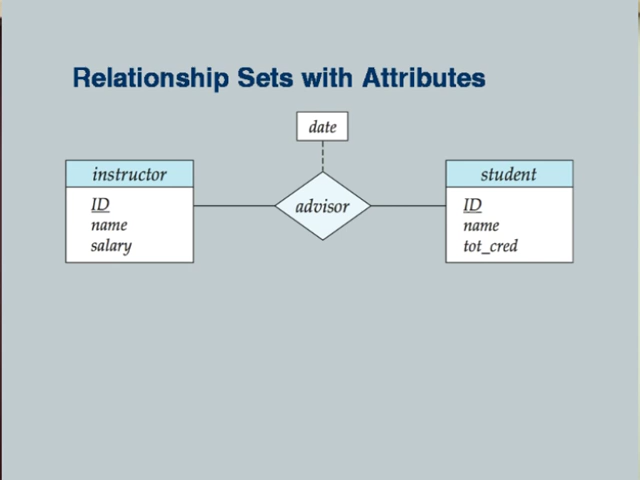 Relationship Sets with Attributes
date
instructor
advisor
student
ID
name
salary
ID
name
tot_cred